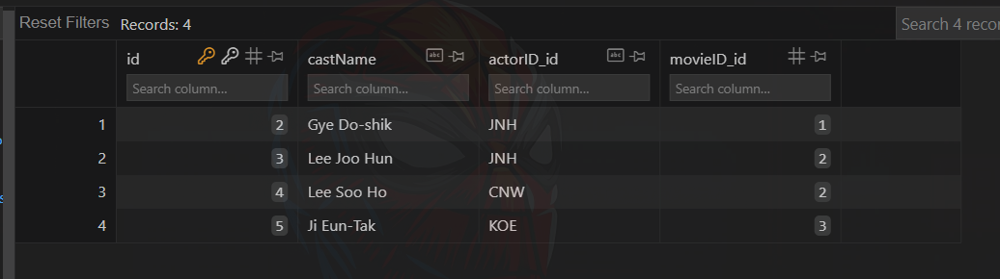 Reset Filters Records: 4 Search 4 recor
id castName actorID_id movieID_id
Search column... Search column... Search column... Search column...
1 2 Gye Do-shik JNH 1
2 3 Lee Joo Hun JNH 2
3 4 Lee Soo Ho CNW 2
4 5 Ji Eun-Tak KOE 3